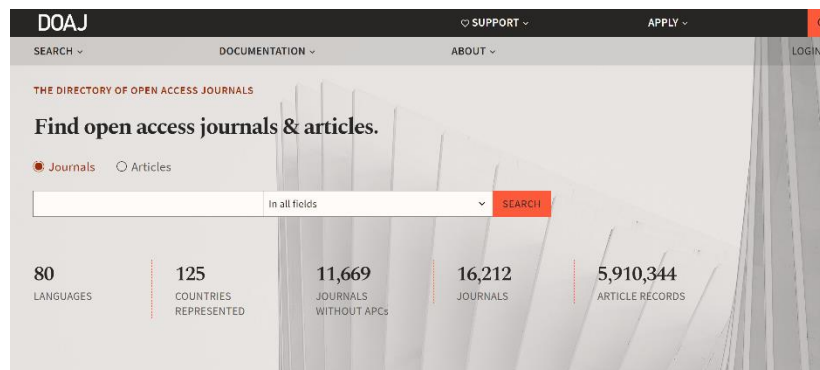 DOAJ
SUPPORT
APPLY
SEARCH
DOCUMENTATION
ABOUT
LOGIN
THE DIRECTORY OF OPEN ACCESS JOURNALS
Find open access journals & articles.
Journals Articles
In all fields SEARCH
80 125 11,669 16,212 5,910,344
LANGUAGES COUNTRIES JOURNALS JOURNALS ARTICLE RECORDS
REPRESENTED WITHOUT APCs